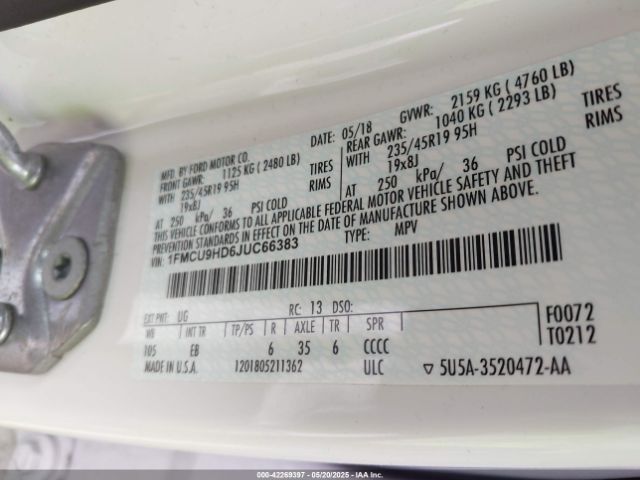 MFD. BY FORD MOTOR CO. DATE: 05/18 GVWR: 2159 KG ( 4760 LB)
FRONT GAWR: 1125 KG ( 2480 LB) REAR GAWR: 1040 KG ( 2293 LB)
WITH 235/45R19 95H TIRES WITH 235/45R19 95H TIRES
19x8J RIMS 19x8J RIMS
AT 250 kPa/ 36 PSI COLD AT 250 kPa/ 36 PSI COLD
THIS VEHICLE CONFORMS TO ALL APPLICABLE FEDERAL MOTOR VEHICLE SAFETY AND THEFT
PREVENTION STANDARDS IN EFFECT ON THE DATE OF MANUFACTURE SHOWN ABOVE.
VIN: 1FMCU9HD6JUC66383 TYPE: MPV
F0072
T0212
EXT PNT: UG RC: 13 DSO:
WB INT TR TP/PS R AXLE TR SPR
105 EB 6 35 6 CCCC
MADE IN U.S.A. 1201805211362 ULC ▽ 5U5A-3520472-AA
000-42269397 - 05/20/2025 - © IAA Inc.